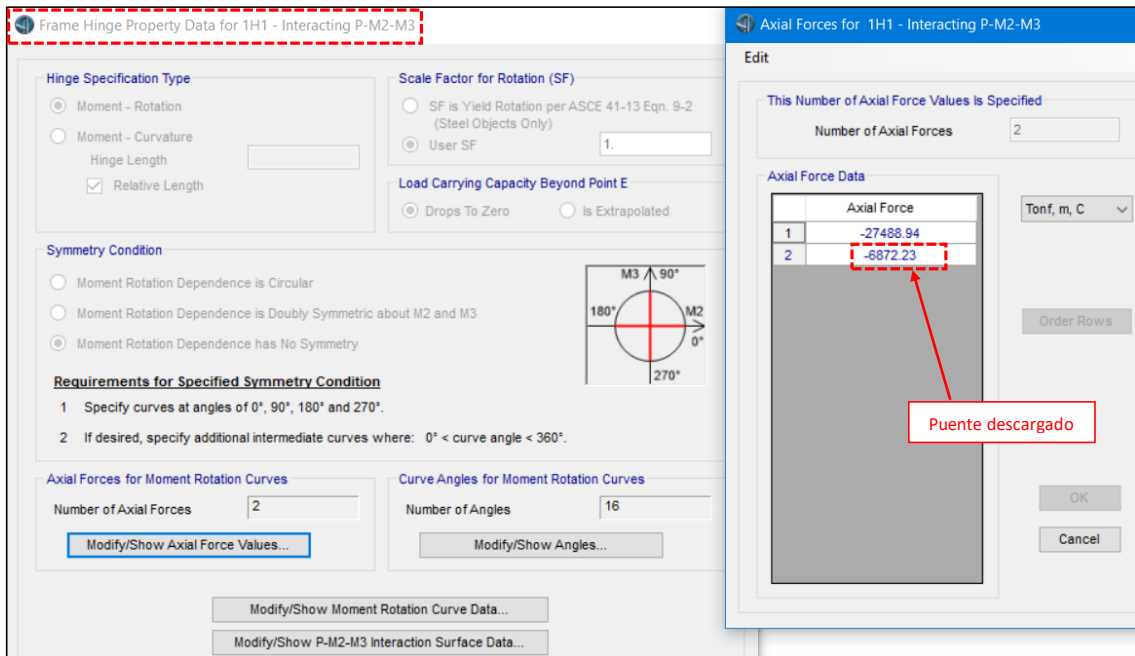 Frame Hinge Property Data for 1H1 - Interacting P-M2-M3
Hinge Specification Type
Moment - Rotation
Moment - Curvature
Hinge Length
Relative Length
Scale Factor for Rotation (SF)
SF is Yield Rotation per ASCE 41-13 Eqn. 9-2
(Steel Objects Only)
User SF
1.
Load Carrying Capacity Beyond Point E
Drops To Zero
Is Extrapolated
Symmetry Condition
Moment Rotation Dependence is Circular
Moment Rotation Dependence is Doubly Symmetric about M2 and M3
Moment Rotation Dependence has No Symmetry
M3 90°
180° M2
0°
270°
Requirements for Specified Symmetry Condition
1 Specify curves at angles of 0°, 90°, 180° and 270°.
2 If desired, specify additional intermediate curves where: 0° < curve angle < 360°.
Axial Forces for Moment Rotation Curves
Number of Axial Forces 2
Modify/Show Axial Force Values...
Curve Angles for Moment Rotation Curves
Number of Angles 16
Modify/Show Angles...
Modify/Show Moment Rotation Curve Data...
Modify/Show P-M2-M3 Interaction Surface Data...
Axial Forces for 1H1 - Interacting P-M2-M3
Edit
This Number of Axial Force Values Is Specified
Number of Axial Forces 2
Axial Force Data
Axial Force
1 -27488.94
2 -6872.23
Tonf, m, C
Order Rows
Puente descargado
OK
Cancel